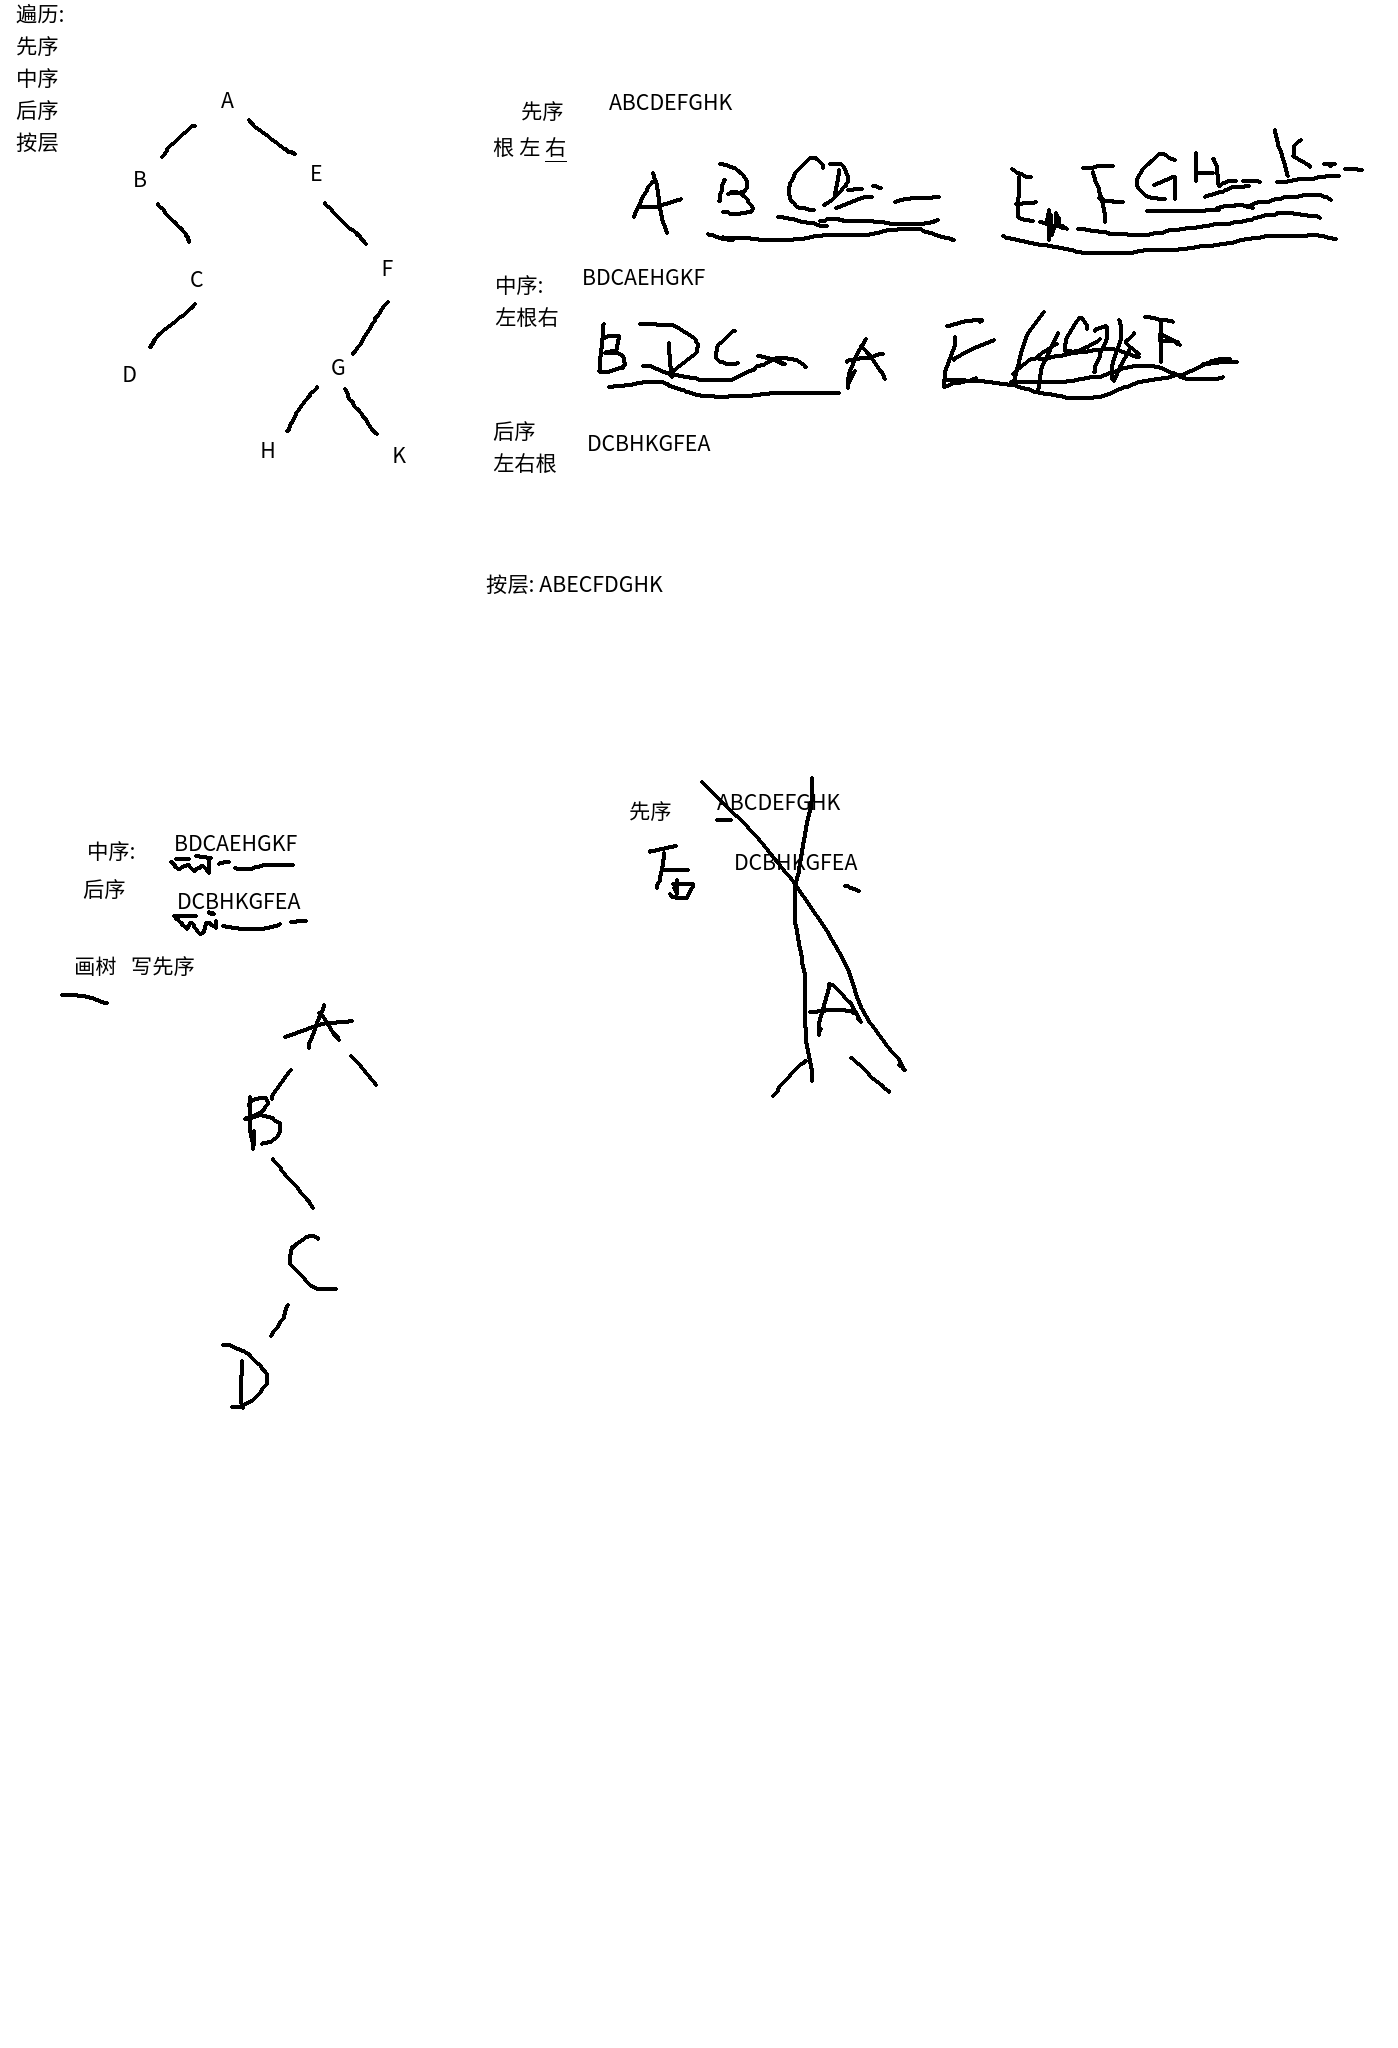 遍历:
先序
中序
后序
按层
A
B
E
C
F
D
G
H
K
先序 ABCDEFGHK
根 左 右
A B C D E F G H K
中序: BDCAEHGKF
左根右
B D C A E H G K F
后序 DCBHKGFEA
左右根
按层: ABECFDGHK
中序: BDCAEHGKF
后序 DCBHKGFEA
画树 写先序
A
B
C
D
先序 ABCDEFGHK
后 DCBHKGFEA
A